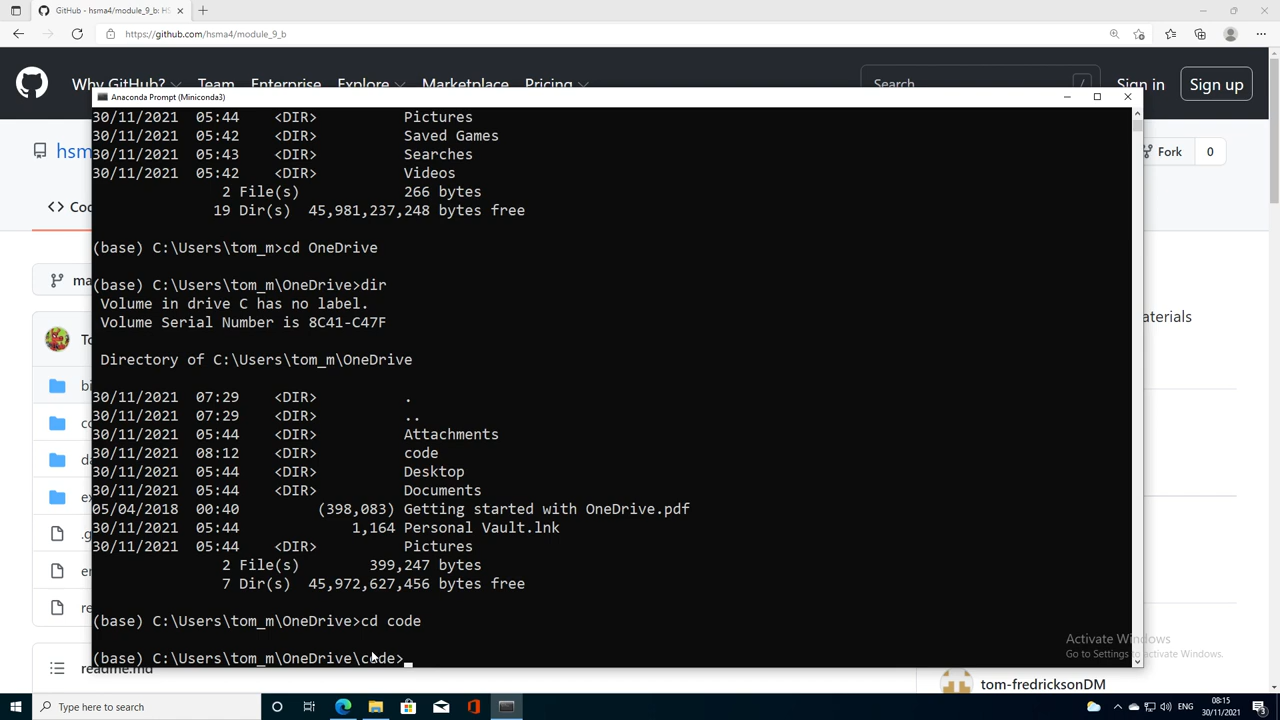 GitHub - hsma4/module_9_b: H
https://github.com/hsma4/module_9_b
Why GitHub? Team Enterprise Explore Marketplace Pricing
Search
/
Sign in
Sign up
Anaconda Prompt (Miniconda3)
30/11/2021 05:44 <DIR> Pictures
30/11/2021 05:42 <DIR> Saved Games
30/11/2021 05:43 <DIR> Searches
30/11/2021 05:42 <DIR> Videos
2 File(s) 266 bytes
19 Dir(s) 45,981,237,248 bytes free
(base) C:\Users\tom_m>cd OneDrive
(base) C:\Users\tom_m\OneDrive>dir
Volume in drive C has no label.
Volume Serial Number is 8C41-C47F
Directory of C:\Users\tom_m\OneDrive
30/11/2021 07:29 <DIR> .
30/11/2021 07:29 <DIR> ..
30/11/2021 05:44 <DIR> Attachments
30/11/2021 08:12 <DIR> code
30/11/2021 05:44 <DIR> Desktop
30/11/2021 05:44 <DIR> Documents
05/04/2018 00:40 (398,083) Getting started with OneDrive.pdf
30/11/2021 05:44 1,164 Personal Vault.lnk
30/11/2021 05:44 <DIR> Pictures
2 File(s) 399,247 bytes
7 Dir(s) 45,972,627,456 bytes free
(base) C:\Users\tom_m\OneDrive>cd code
(base) C:\Users\tom_m\OneDrive\code>
hsm
Fork 0
<> Cod
ma
To
bi
co
da
ex
.g
en
re
readme.md
aterials
Activate Windows
Go to Settings to activate Windows.
tom-fredricksonDM
Type here to search
ENG
08:15
30/11/2021
3